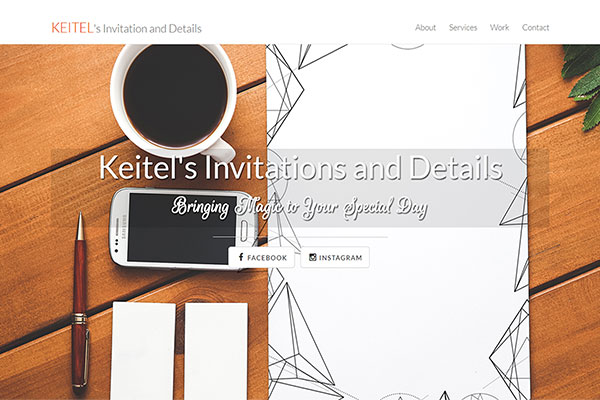 KEITEL's Invitation and Details
About Services Work Contact
Keitel's Invitations and Details
Bringing Magic to Your Special Day
FACEBOOK INSTAGRAM
SAMSUNG